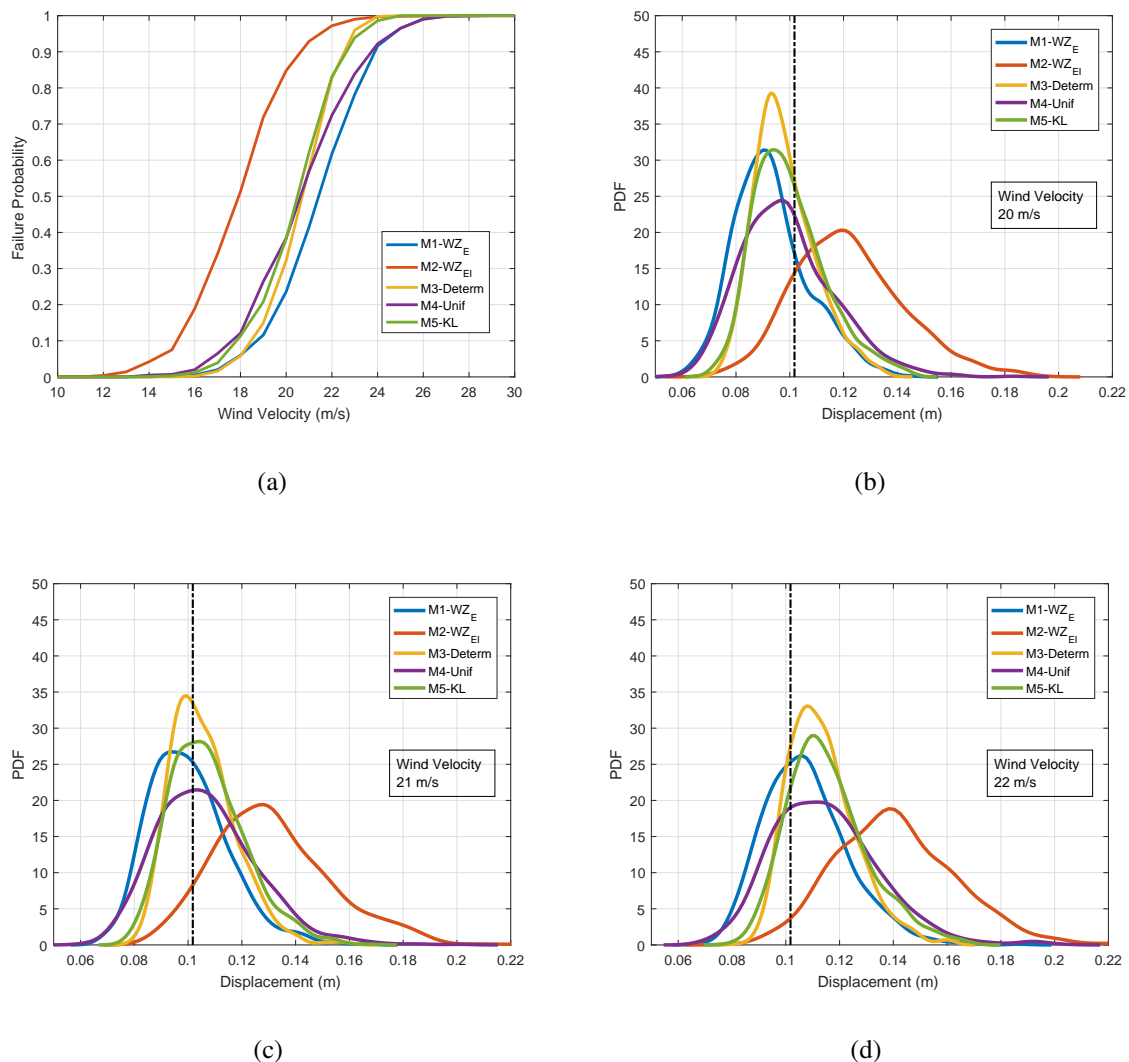 1
0.9
0.8
0.7
0.6
0.5
0.4
0.3
0.2
0.1
0
Failure Probability
10 12 14 16 18 20 22 24 26 28 30
Wind Velocity (m/s)
M1-WZE
M2-WZEI
M3-Determ
M4-Unif
M5-KL
(a)
50
45
40
35
30
25
20
15
10
5
0
PDF
0.06 0.08 0.1 0.12 0.14 0.16 0.18 0.2 0.22
Displacement (m)
M1-WZE
M2-WZEI
M3-Determ
M4-Unif
M5-KL
Wind Velocity
20 m/s
(b)
50
45
40
35
30
25
20
15
10
5
0
PDF
0.06 0.08 0.1 0.12 0.14 0.16 0.18 0.2 0.22
Displacement (m)
M1-WZE
M2-WZEI
M3-Determ
M4-Unif
M5-KL
Wind Velocity
21 m/s
(c)
50
45
40
35
30
25
20
15
10
5
0
PDF
0.06 0.08 0.1 0.12 0.14 0.16 0.18 0.2 0.22
Displacement (m)
M1-WZE
M2-WZEI
M3-Determ
M4-Unif
M5-KL
Wind Velocity
22 m/s
(d)